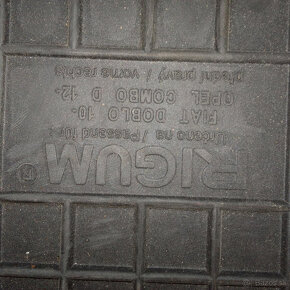 RIGUM
Určeno na / Passend für:
FIAT DOBLO 10-
OPEL COMBO D 12-
přední pravý / vorne rechts